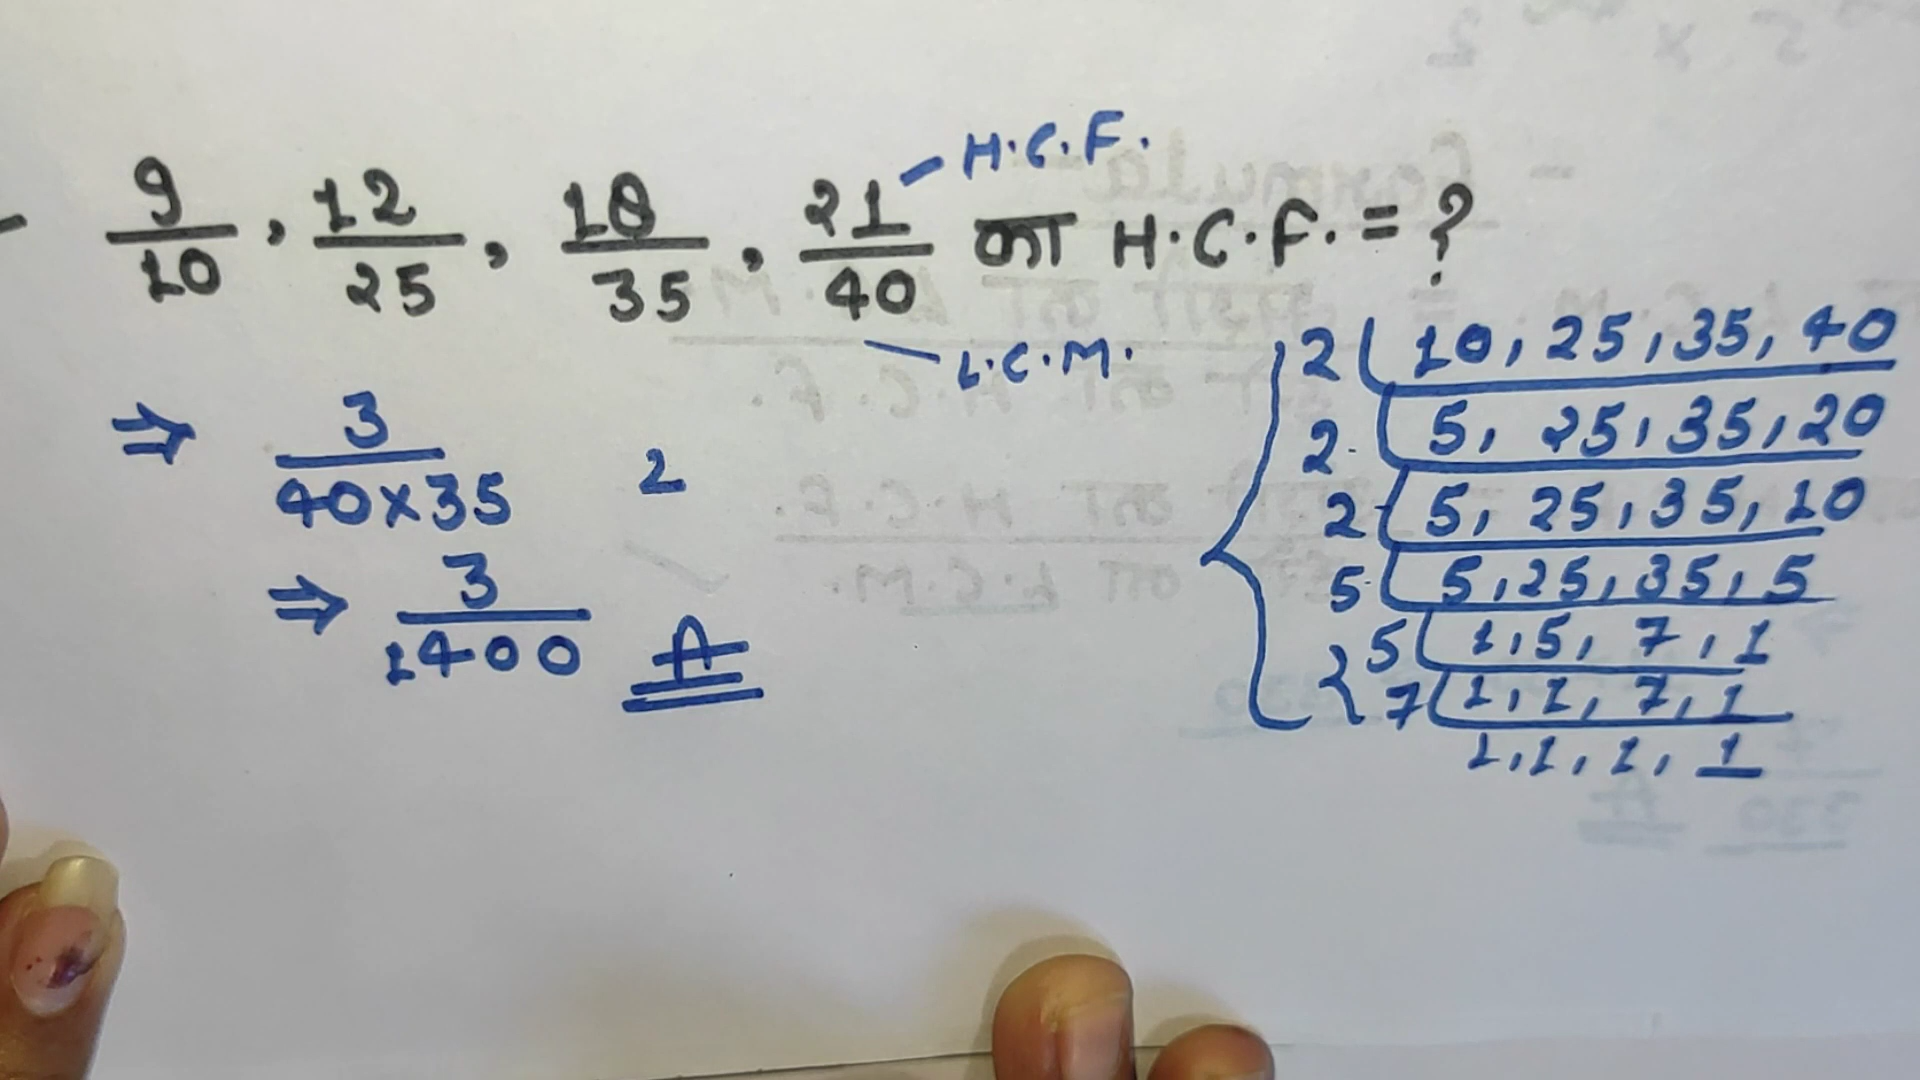 - 9/10 , 12/25 , 18/35 , 21/40 का H.C.F. = ?
- H.C.F.
- L.C.M.
⇒ 3/40×35
2
⇒ 3/1400 A
2 | 10, 25, 35, 40
2 | 5, 25, 35, 20
2 | 5, 25, 35, 10
5 | 5, 25, 35, 5
5 | 1, 5, 7, 1
7 | 1, 1, 7, 1
1, 1, 1, 1